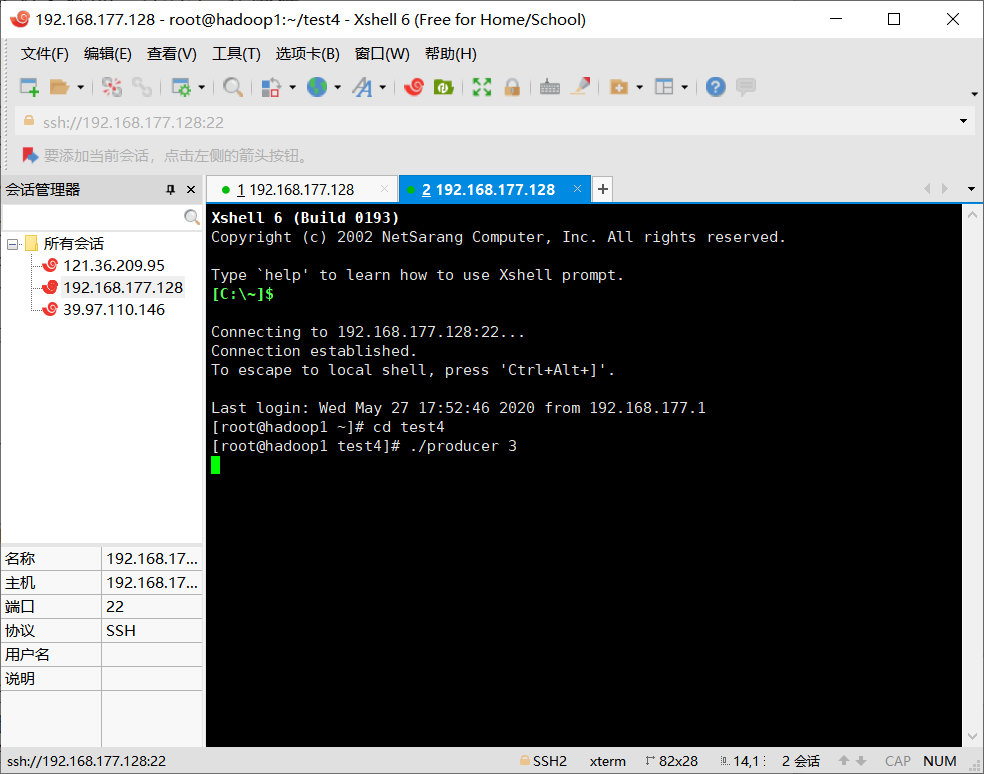 192.168.177.128 - root@hadoop1:~/test4 - Xshell 6 (Free for Home/School)
文件(F) 编辑(E) 查看(V) 工具(T) 选项卡(B) 窗口(W) 帮助(H)
ssh://192.168.177.128:22
要添加当前会话，点击左侧的箭头按钮。
会话管理器
1 192.168.177.128
2 192.168.177.128
所有会话
121.36.209.95
192.168.177.128
39.97.110.146
Xshell 6 (Build 0193)
Copyright (c) 2002 NetSarang Computer, Inc. All rights reserved.
Type `help' to learn how to use Xshell prompt.
[C:\~]$
Connecting to 192.168.177.128:22...
Connection established.
To escape to local shell, press 'Ctrl+Alt+]'.
Last login: Wed May 27 17:52:46 2020 from 192.168.177.1
[root@hadoop1 ~]# cd test4
[root@hadoop1 test4]# ./producer 3
名称 192.168.17...
主机 192.168.17...
端口 22
协议 SSH
用户名
说明
ssh://192.168.177.128:22 SSH2 xterm 82x28 14,1 2 会话 CAP NUM